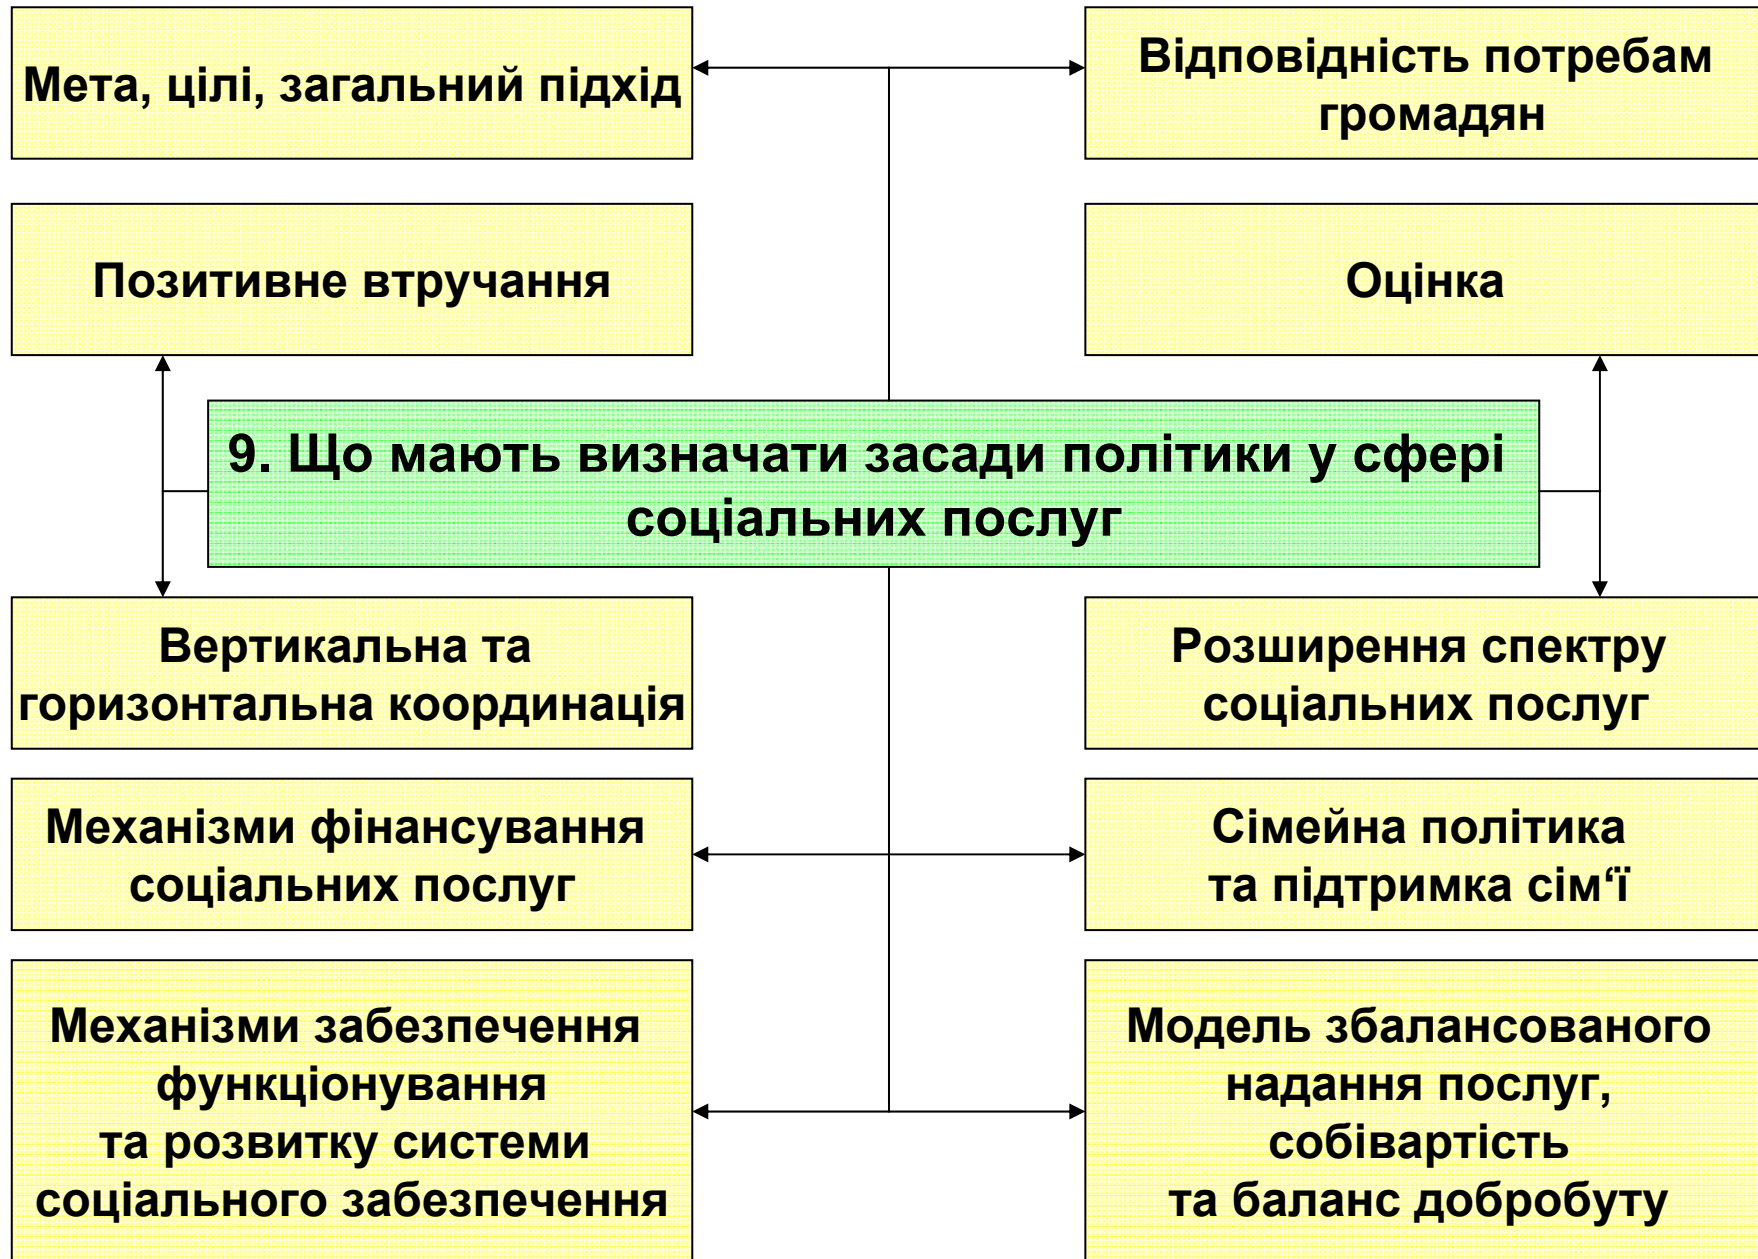 Мета, цілі, загальний підхід
Відповідність потребам
громадян
Позитивне втручання
Оцінка
9. Що мають визначати засади політики у сфері
соціальних послуг
Вертикальна та
горизонтальна координація
Розширення спектру
соціальних послуг
Механізми фінансування
соціальних послуг
Сімейна політика
та підтримка сім‘ї
Механізми забезпечення
функціонування
та розвитку системи
соціального забезпечення
Модель збалансованого
надання послуг,
собівартість
та баланс добробуту